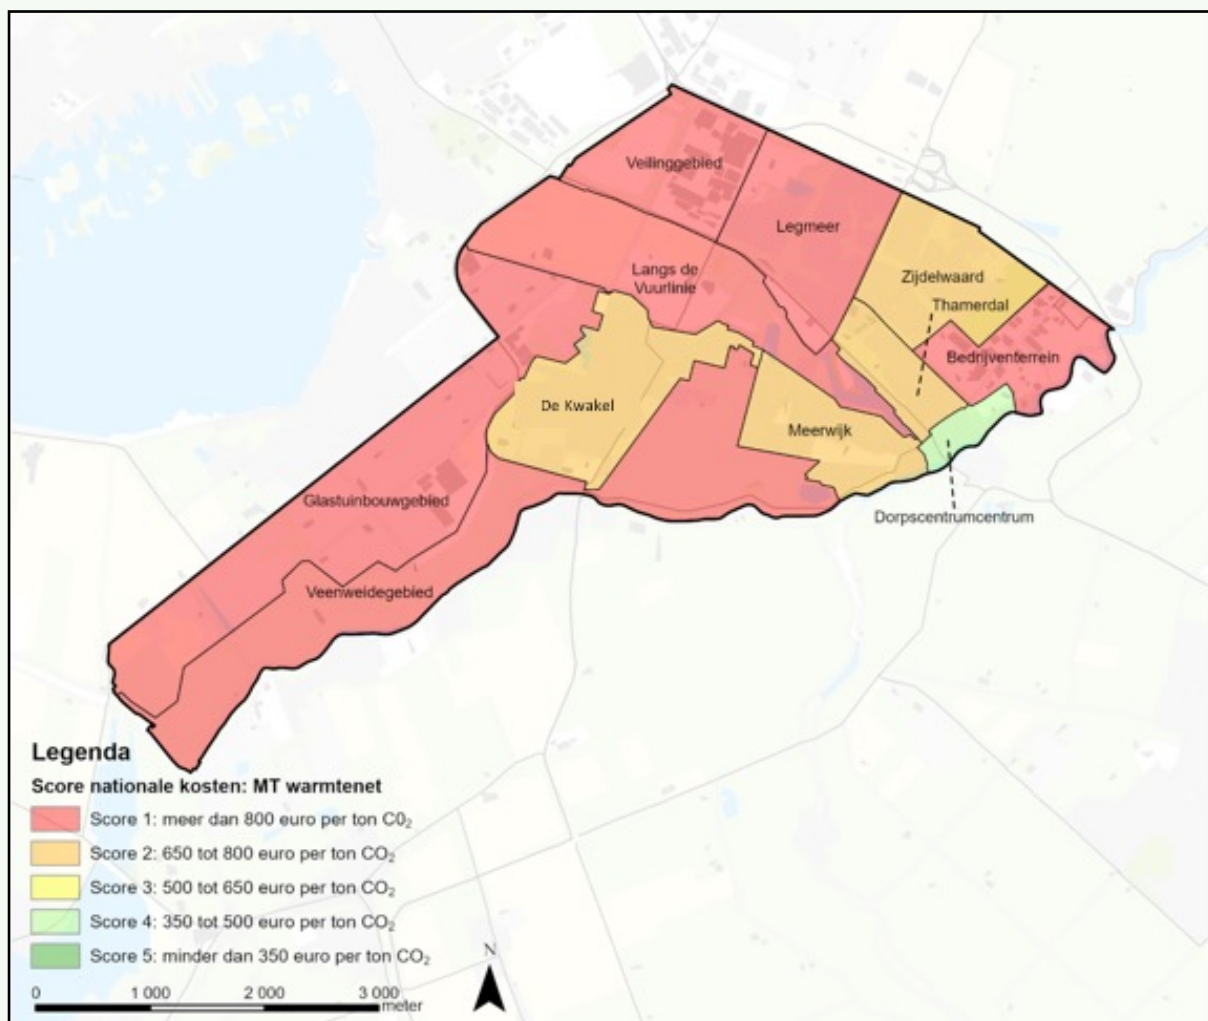 Veilinggebied
Legmeer
Langs de
Vuurlinie
Zijdelwaard
Thamerdal
Bedrijventerrein
De Kwakel
Meerwijk
Glastuinbouwgebied
Dorpscentrumcentrum
Veenweidegebied
Legenda
Score nationale kosten: MT warmtenet
Score 1: meer dan 800 euro per ton C0₂
Score 2: 650 tot 800 euro per ton CO₂
Score 3: 500 tot 650 euro per ton CO₂
Score 4: 350 tot 500 euro per ton CO₂
Score 5: minder dan 350 euro per ton CO₂
N
0 1 000 2 000 3 000
meter